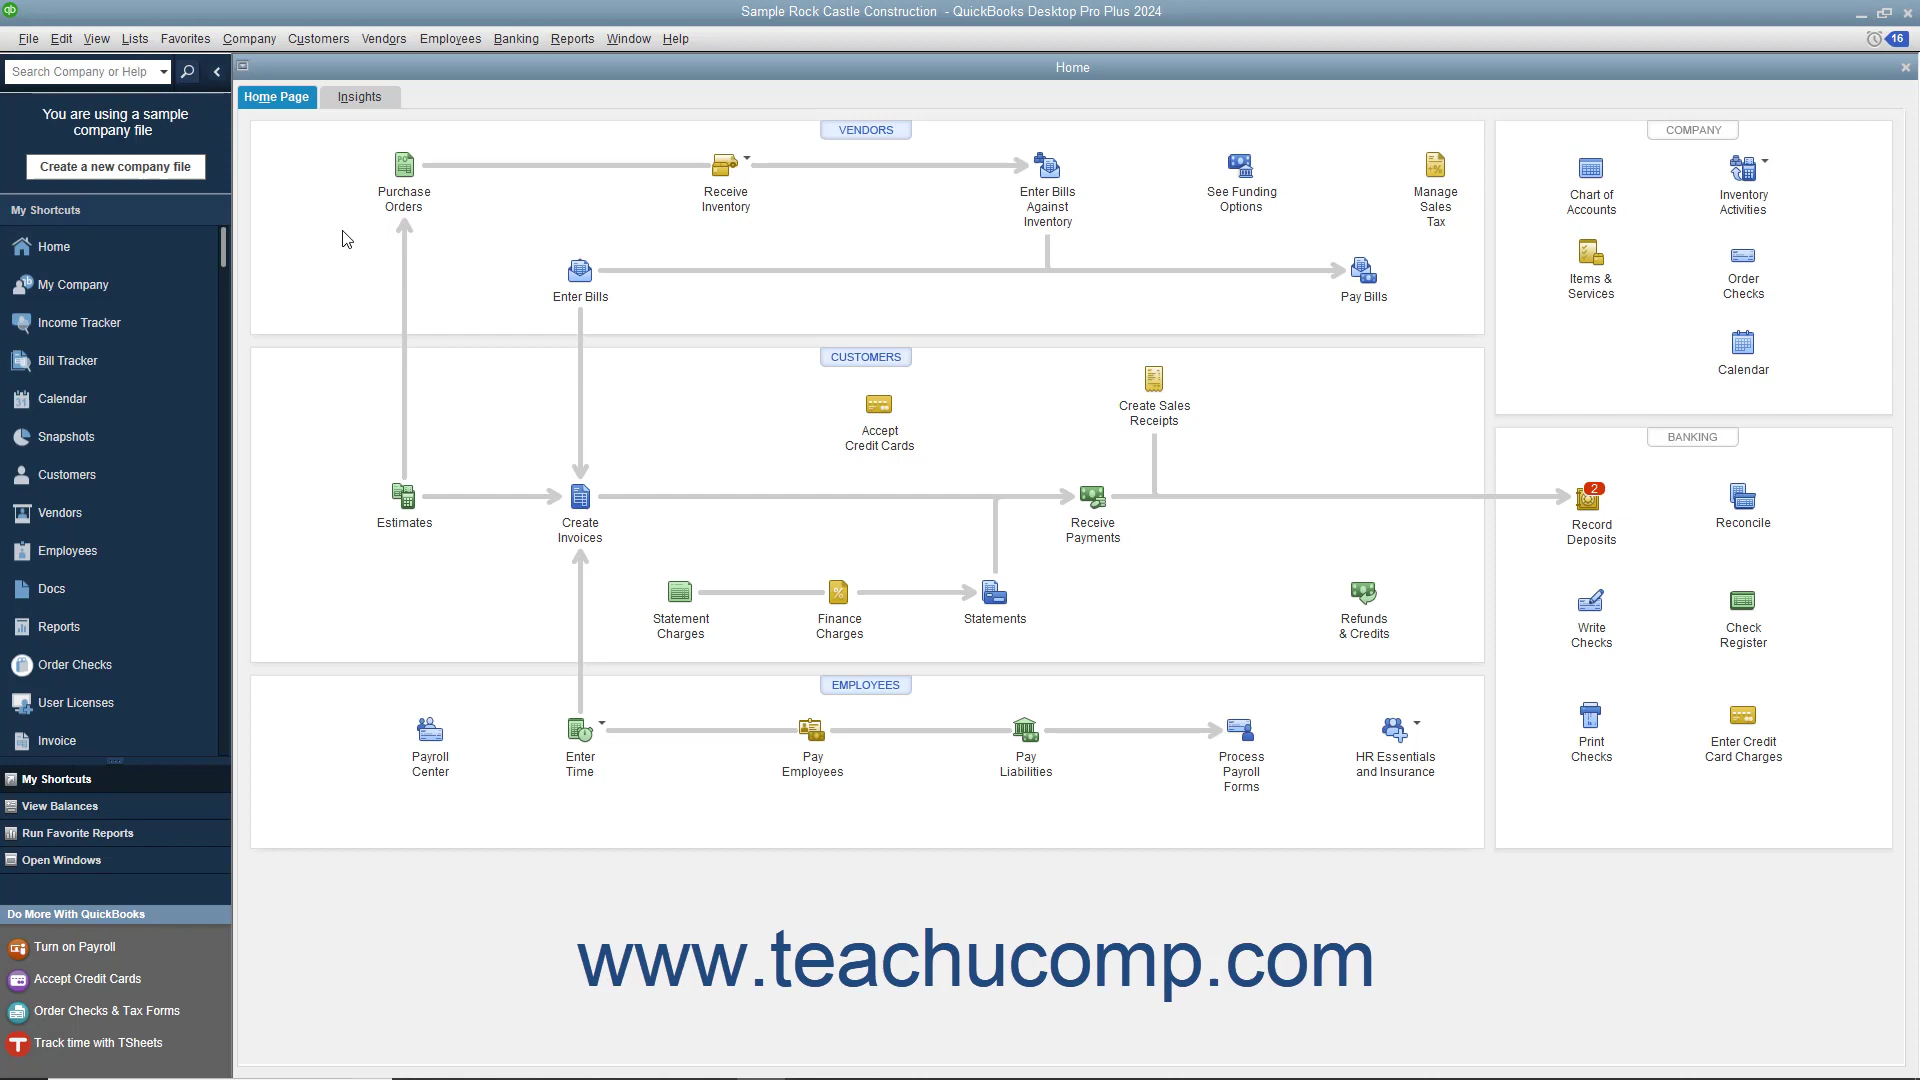 Sample Rock Castle Construction - QuickBooks Desktop Pro Plus 2024
File Edit View Lists Favorites Company Customers Vendors Employees Banking Reports Window Help
16
Search Company or Help
Home
You are using a sample
company file
Create a new company file
My Shortcuts
Home
My Company
Income Tracker
Bill Tracker
Calendar
Snapshots
Customers
Vendors
Employees
Docs
Reports
Order Checks
User Licenses
Invoice
My Shortcuts
View Balances
Run Favorite Reports
Open Windows
Do More With QuickBooks
Turn on Payroll
Accept Credit Cards
Order Checks & Tax Forms
Track time with TSheets
Home Page
Insights
VENDORS
Purchase
Orders
Receive
Inventory
Enter Bills
Against
Inventory
See Funding
Options
Manage
Sales
Tax
Enter Bills
Pay Bills
CUSTOMERS
Accept
Credit Cards
Create Sales
Receipts
Estimates
Create
Invoices
Receive
Payments
Statement
Charges
Finance
Charges
Statements
Refunds
& Credits
EMPLOYEES
Payroll
Center
Enter
Time
Pay
Employees
Pay
Liabilities
Process
Payroll
Forms
HR Essentials
and Insurance
COMPANY
Chart of
Accounts
Inventory
Activities
Items &
Services
Order
Checks
Calendar
BANKING
2
Record
Deposits
Reconcile
Write
Checks
Check
Register
Print
Checks
Enter Credit
Card Charges
www.teachucomp.com